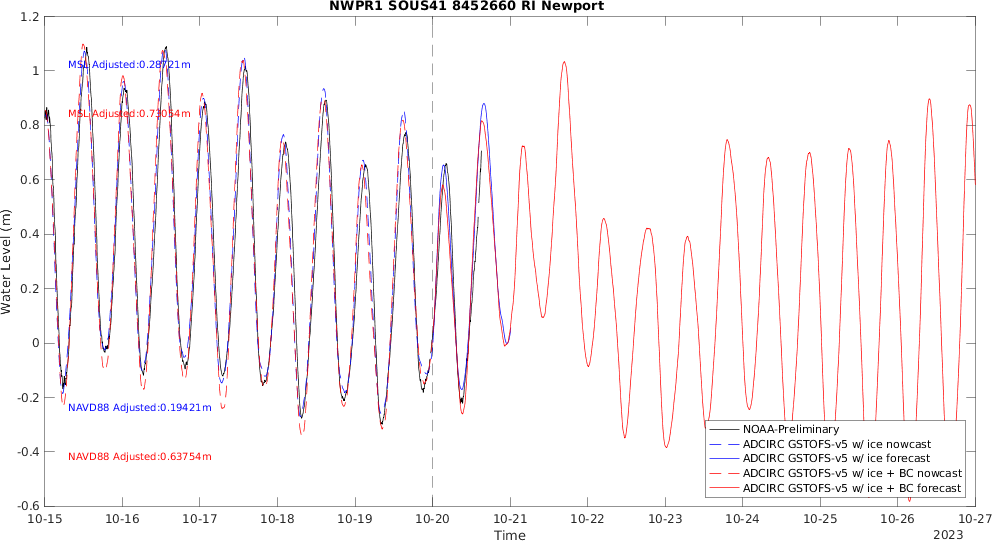 NWPR1 SOUS41 8452660 RI Newport
1.2
1
0.8
0.6
0.4
0.2
0
-0.2
-0.4
-0.6
Water Level (m)
MSL Adjusted:0.28721m
MSL Adjusted:0.73054m
NAVD88 Adjusted:0.19421m
NAVD88 Adjusted:0.63754m
NOAA-Preliminary
ADCIRC GSTOFS-v5 w/ ice nowcast
ADCIRC GSTOFS-v5 w/ ice forecast
ADCIRC GSTOFS-v5 w/ ice + BC nowcast
ADCIRC GSTOFS-v5 w/ ice + BC forecast
10-15 10-16 10-17 10-18 10-19 10-20 10-21 10-22 10-23 10-24 10-25 10-26 10-27
Time
2023